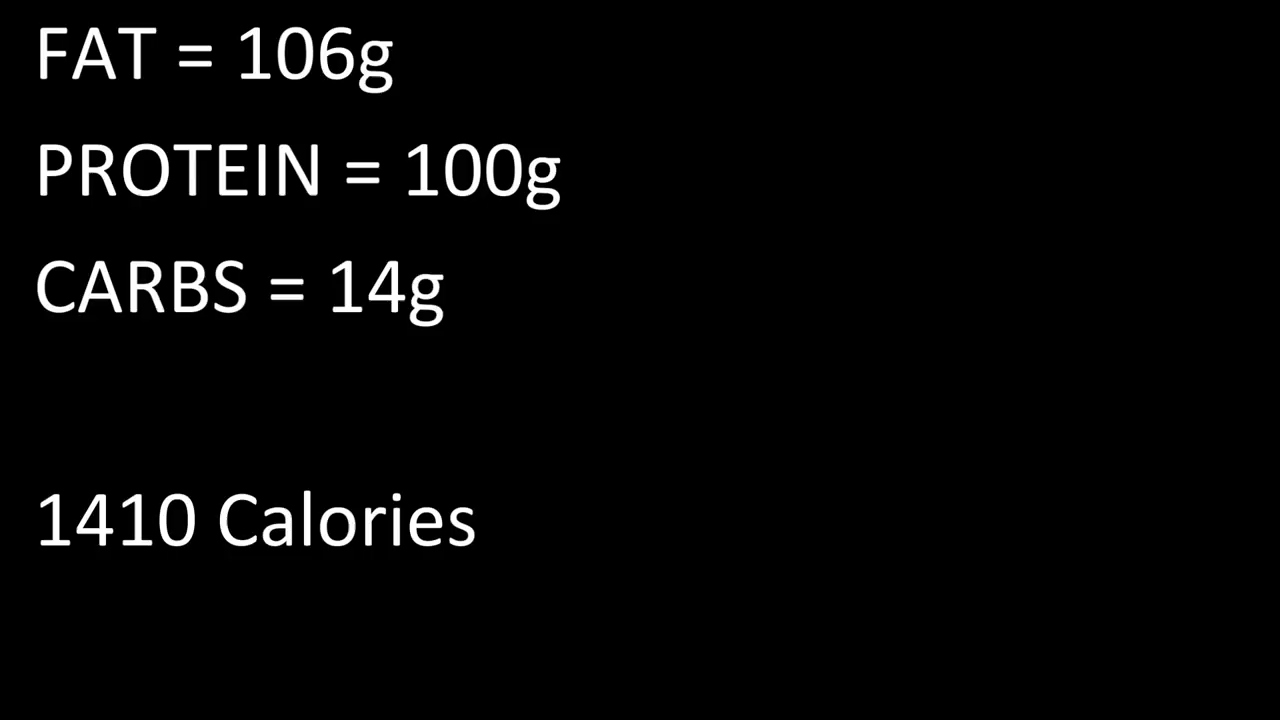 FAT = 106g
PROTEIN = 100g
CARBS = 14g
1410 Calories